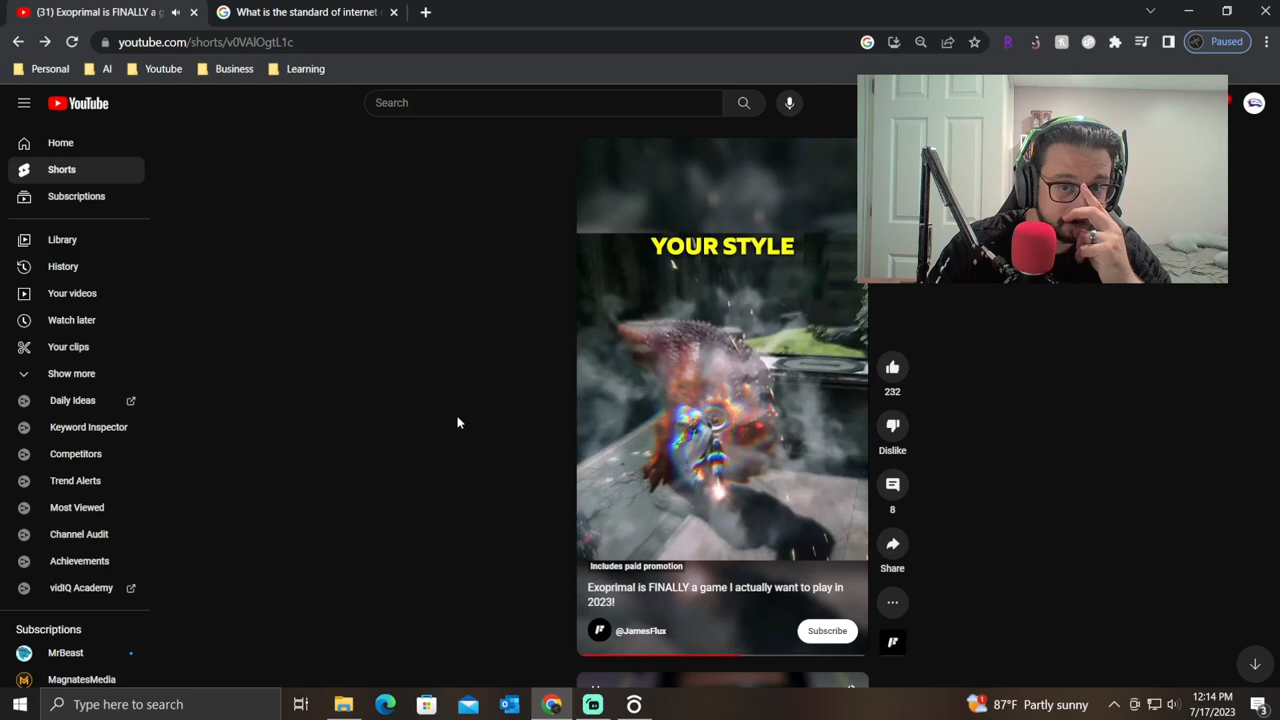 (31) Exoprimal is FINALLY a g
What is the standard of internet
youtube.com/shorts/v0VAlOgtL1c
Paused
Personal
AI
Youtube
Business
Learning
YouTube
Search
Home
Shorts
Subscriptions
Library
History
Your videos
Watch later
Your clips
Show more
Daily Ideas
Keyword Inspector
Competitors
Trend Alerts
Most Viewed
Channel Audit
Achievements
vidIQ Academy
Subscriptions
MrBeast
MagnatesMedia
YOUR STYLE
Includes paid promotion
Exoprimal is FINALLY a game I actually want to play in
2023!
@JamesFlux
Subscribe
232
Dislike
8
Share
Type here to search
1
87°F Partly sunny
12:14 PM
7/17/2023
3